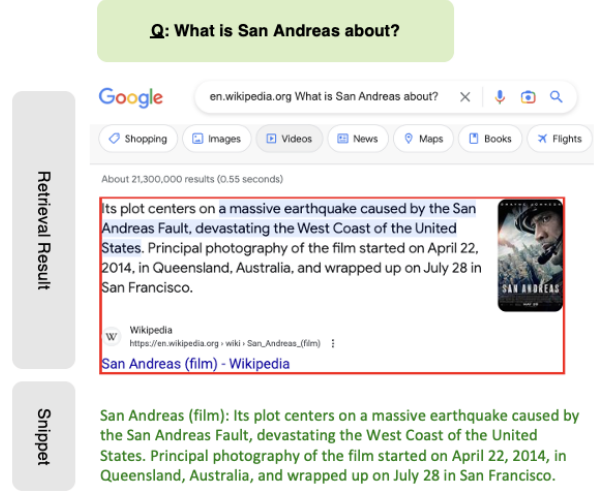 Q: What is San Andreas about?
Retrieval Result
Google
en.wikipedia.org What is San Andreas about?
Shopping
Images
Videos
News
Maps
Books
Flights
About 21,300,000 results (0.55 seconds)
Its plot centers on a massive earthquake caused by the San
Andreas Fault, devastating the West Coast of the United
States. Principal photography of the film started on April 22,
2014, in Queensland, Australia, and wrapped up on July 28 in
San Francisco.
SAN ANDREAS
W
Wikipedia
https://en.wikipedia.org › wiki › San_Andreas_(film)
San Andreas (film) - Wikipedia
Snippet
San Andreas (film): Its plot centers on a massive earthquake caused by
the San Andreas Fault, devastating the West Coast of the United
States. Principal photography of the film started on April 22, 2014, in
Queensland, Australia, and wrapped up on July 28 in San Francisco.